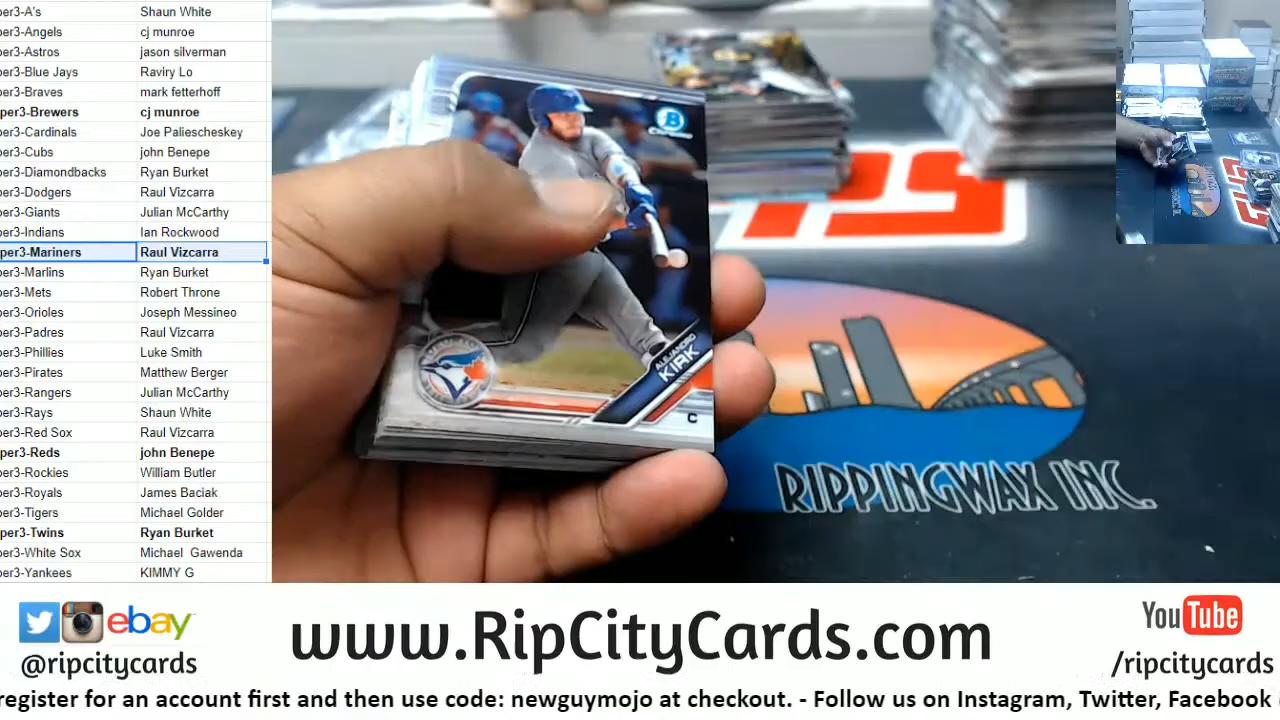 per3-A's Shaun White
per3-Angels cj munroe
per3-Astros jason silverman
per3-Blue Jays Raviry Lo
per3-Braves mark fetterhoff
per3-Brewers cj munroe
per3-Cardinals Joe Paliescheskey
per3-Cubs john Benepe
per3-Diamondbacks Ryan Burket
per3-Dodgers Raul Vizcarra
per3-Giants Julian McCarthy
per3-Indians Ian Rockwood
per3-Mariners Raul Vizcarra
per3-Marlins Ryan Burket
per3-Mets Robert Throne
per3-Orioles Joseph Messineo
per3-Padres Raul Vizcarra
per3-Phillies Luke Smith
per3-Pirates Matthew Berger
per3-Rangers Julian McCarthy
per3-Rays Shaun White
per3-Red Sox Raul Vizcarra
per3-Reds john Benepe
per3-Rockies William Butler
per3-Royals James Baciak
per3-Tigers Michael Golder
per3-Twins Ryan Burket
per3-White Sox Michael Gawenda
per3-Yankees KIMMY G
B
Chrome
ALEJANDRO
KIRK
C
RIPPINGWAX INC.
ebay
@ripcitycards
www.RipCityCards.com
YouTube
/ripcitycards
register for an account first and then use code: newguymojo at checkout. - Follow us on Instagram, Twitter, Facebook